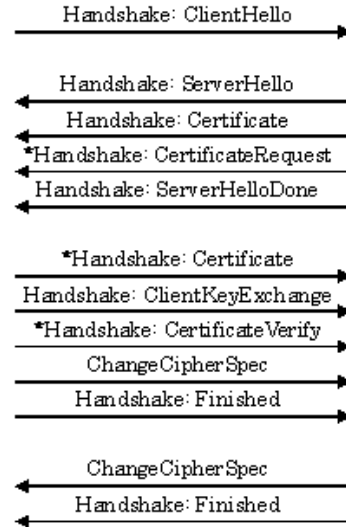 Handshake: ClientHello
Handshake: ServerHello
Handshake: Certificate
*Handshake: CertificateRequest
Handshake: ServerHelloDone
*Handshake: Certificate
Handshake: ClientKeyExchange
*Handshake: CertificateVerify
ChangeCipherSpec
Handshake: Finished
ChangeCipherSpec
Handshake: Finished